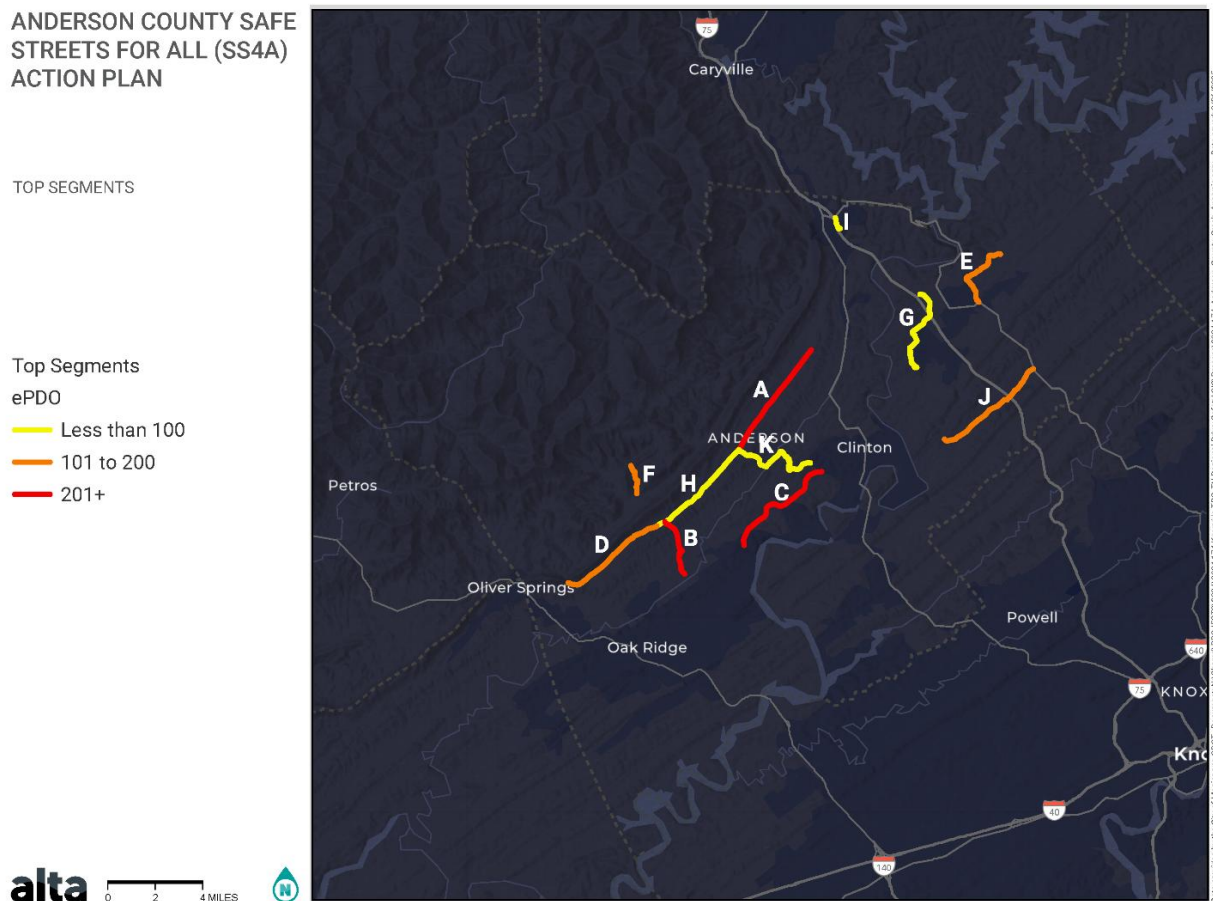 ANDERSON COUNTY SAFE
STREETS FOR ALL (SS4A)
ACTION PLAN
TOP SEGMENTS
Top Segments
ePDO
Less than 100
101 to 200
201+
alta
0 2 4 MILES
N
75
Caryville
I
E
G
A
J
ANDERSON
K
Clinton
F
Petros
H
C
D
B
Oliver Springs
Powell
Oak Ridge
640
75
KNOX
Kno
40
140